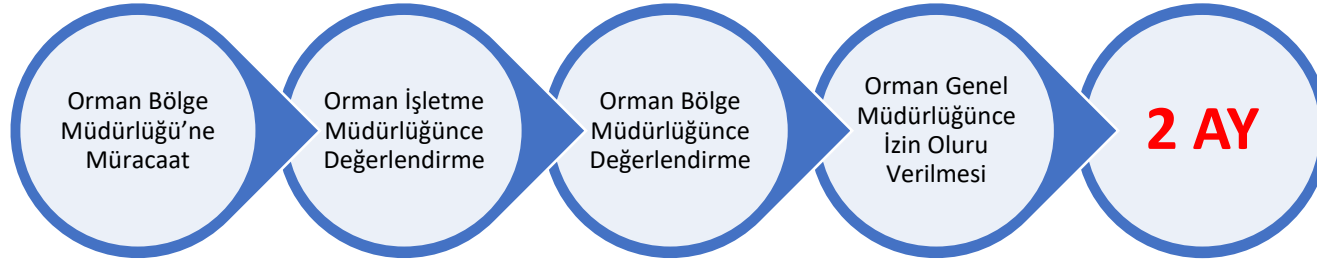 Orman Bölge
Müdürlüğü’ne
Müracaat
Orman İşletme
Müdürlüğünce
Değerlendirme
Orman Bölge
Müdürlüğünce
Değerlendirme
Orman Genel
Müdürlüğünce
İzin Oluru
Verilmesi
2 AY